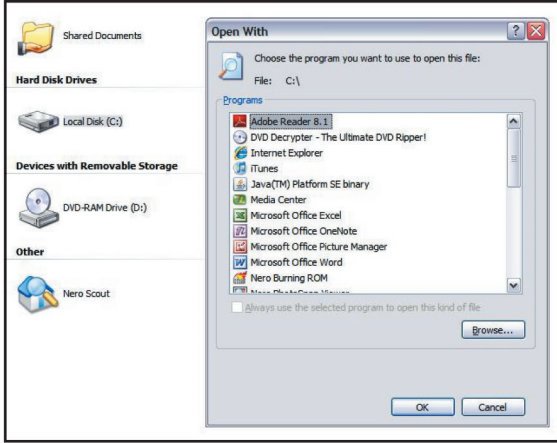 Shared Documents
Hard Disk Drives
Local Disk (C:)
Devices with Removable Storage
DVD-RAM Drive (D:)
Other
Nero Scout
Open With
Choose the program you want to use to open this file:
File: C:\
Programs
Adobe Reader 8.1
DVD Decrypter - The Ultimate DVD Ripper!
Internet Explorer
iTunes
Java(TM) Platform SE binary
Media Center
Microsoft Office Excel
Microsoft Office OneNote
Microsoft Office Picture Manager
Microsoft Office Word
Nero Burning ROM
Nero PhotoSnap Viewer
Always use the selected program to open this kind of file
Browse...
OK
Cancel